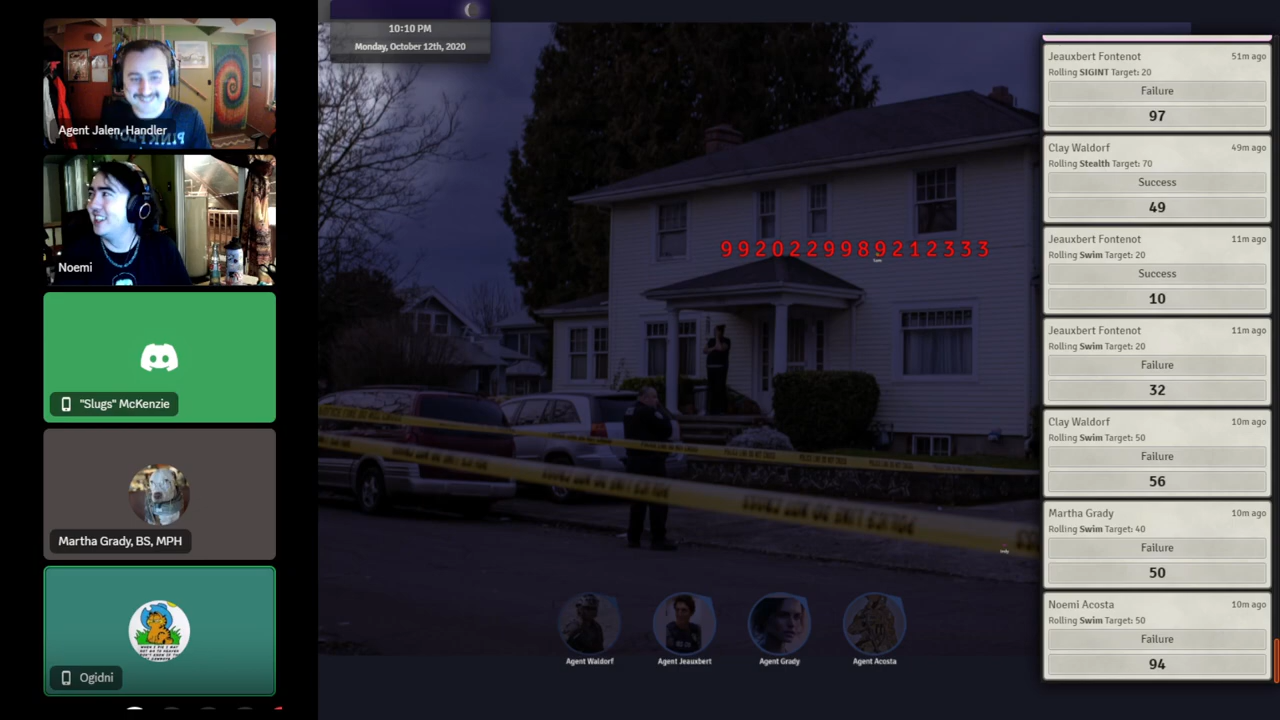 Agent Jalen, Handler
Noemi
"Slugs" McKenzie
Martha Grady, BS, MPH
Ogidni
10:10 PM
Monday, October 12th, 2020
9920229989212333
Agent Waldorf
Agent Jeauxbert
Agent Grady
Agent Acosta
Jeauxbert Fontenot 51m ago
Rolling SIGINT Target: 20
Failure
97
Clay Waldorf 49m ago
Rolling Stealth Target: 70
Success
49
Jeauxbert Fontenot 11m ago
Rolling Swim Target: 20
Success
10
Jeauxbert Fontenot 11m ago
Rolling Swim Target: 20
Failure
32
Clay Waldorf 10m ago
Rolling Swim Target: 50
Failure
56
Martha Grady 10m ago
Rolling Swim Target: 40
Failure
50
Noemi Acosta 10m ago
Rolling Swim Target: 50
Failure
94